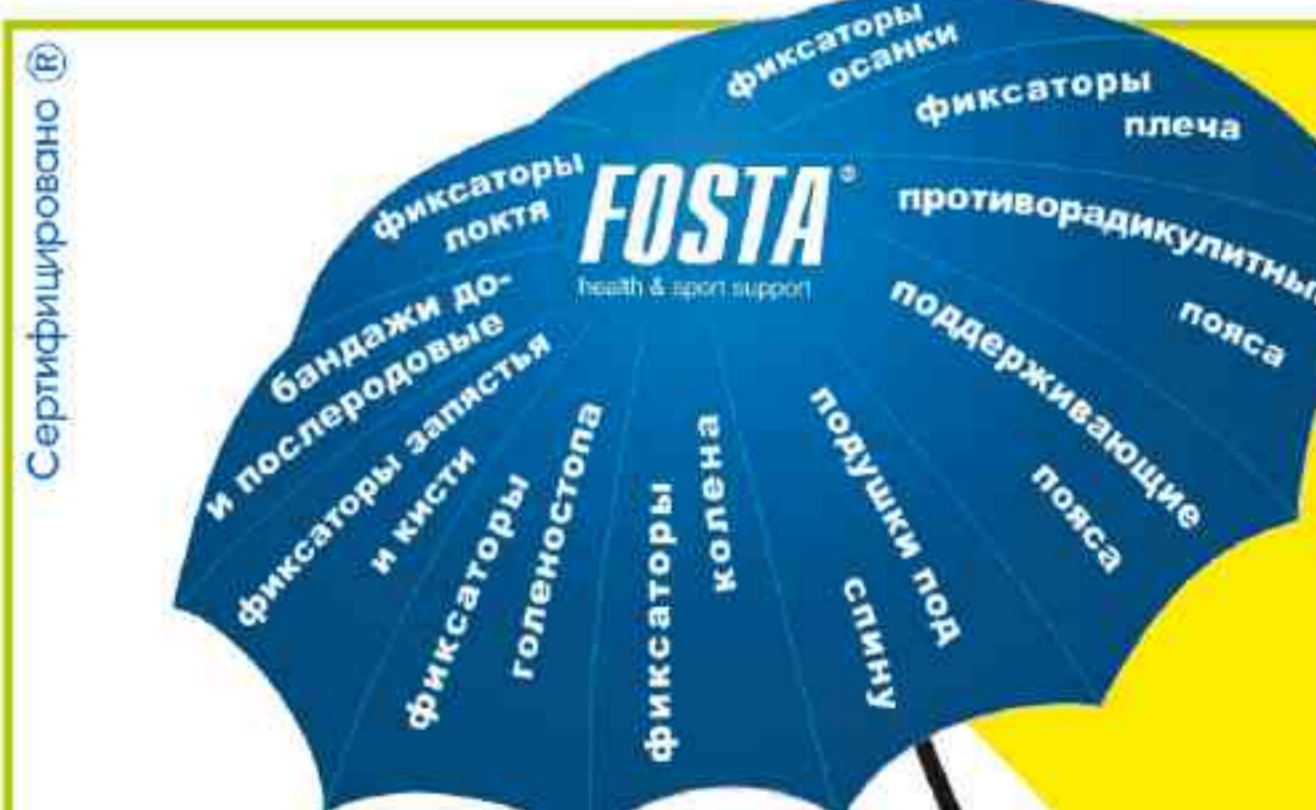 Сертифицировано ®
фиксаторы
осанки
фиксаторы
плеча
фиксаторы
локтя
FOSTA®
health & sport support
противорадикулитны
пояса
бандажи до-
и послеродовые
поддерживающие
пояса
фиксаторы запястья
и кисти
фиксаторы
голеностопа
фиксаторы
колена
подушки под
спину